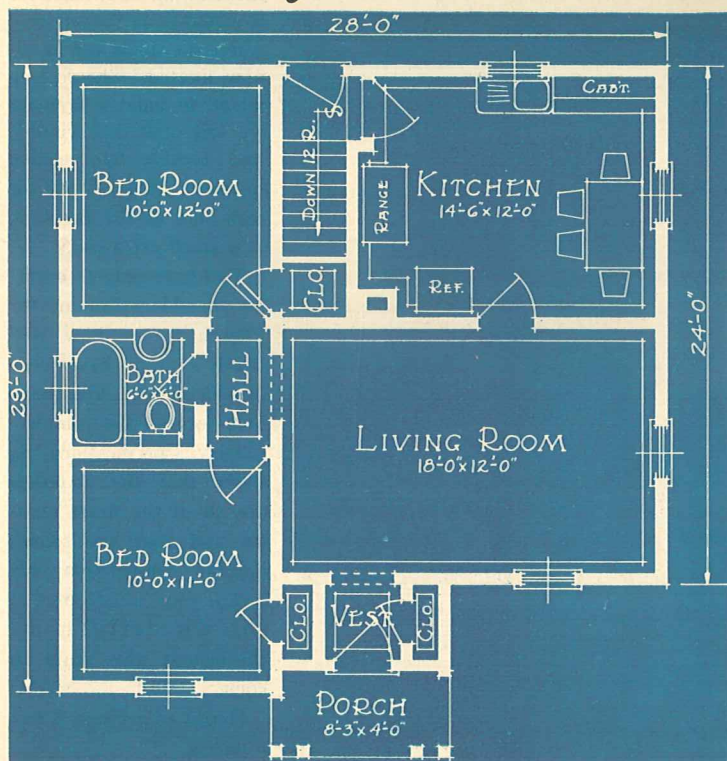 28'-0"
BED ROOM
10'-0" x 12'-0"
DOWN 12 R.
CLO.
RANGE
KITCHEN
14'-6" x 12'-0"
REF.
CAB'T.
24'-0"
29'-0"
BATH
HALL
LIVING ROOM
18'-0" x 12'-0"
BED ROOM
10'-0" x 11'-0"
CLO.
VEST.
CLO.
PORCH
8'-3" x 4'-0"